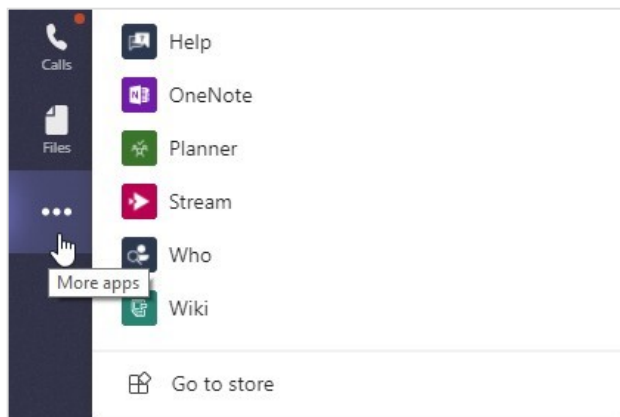 Calls
Files
More apps
Help
OneNote
Planner
Stream
Who
Wiki
Go to store